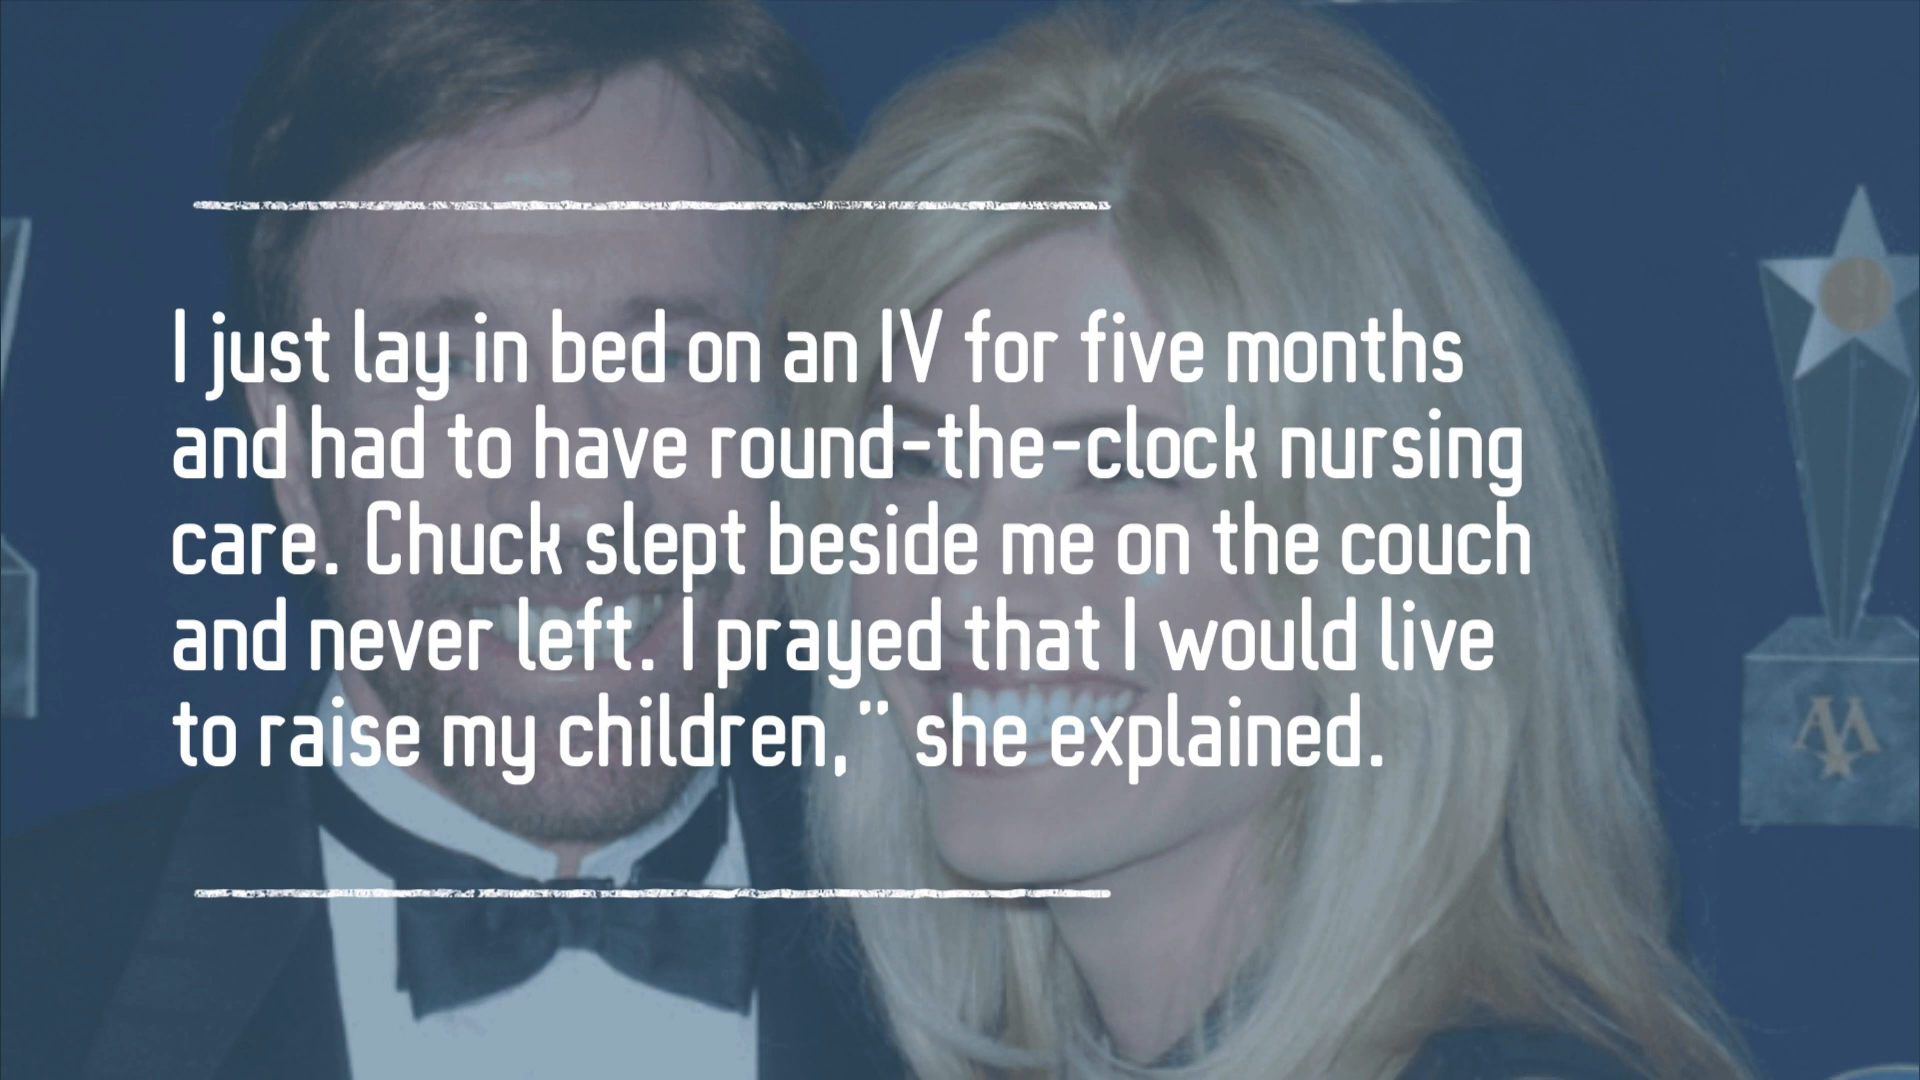 I just lay in bed on an IV for five months
and had to have round-the-clock nursing
care. Chuck slept beside me on the couch
and never left. I prayed that I would live
to raise my children," she explained.